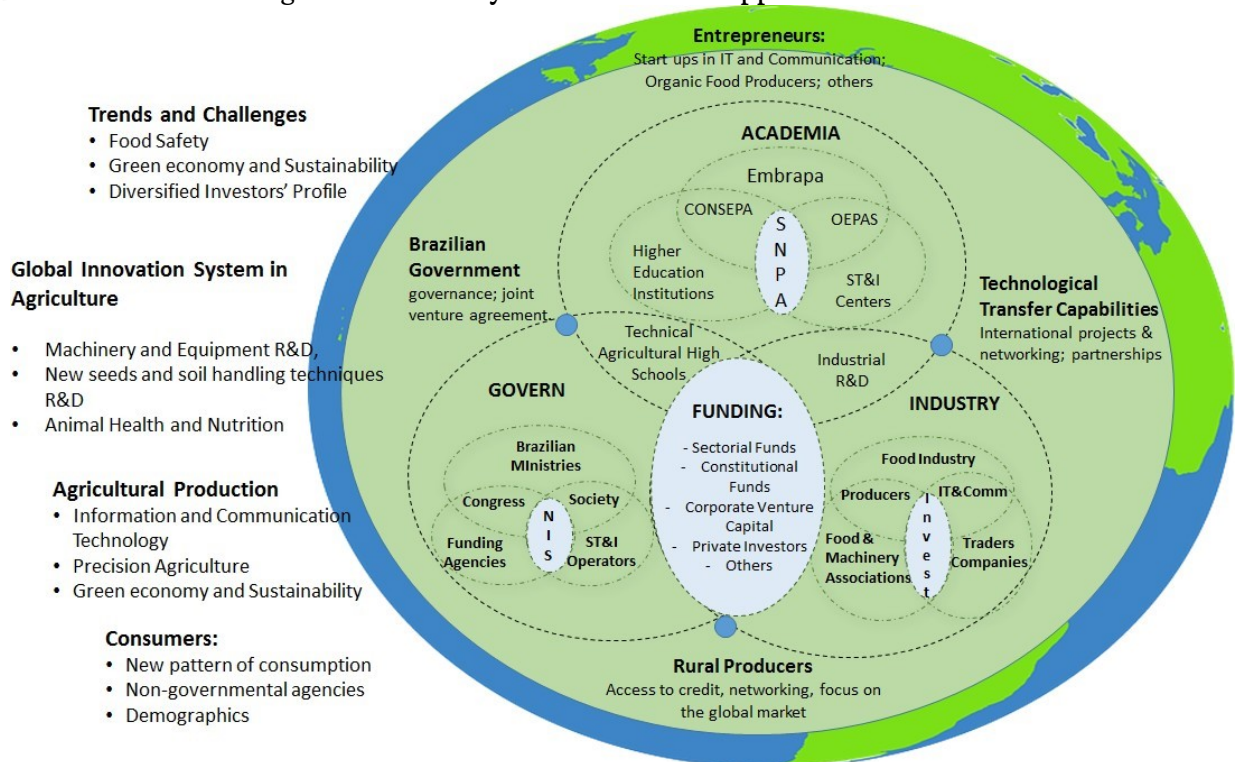 Entrepreneurs:
Start ups in IT and Communication;
Organic Food Producers; others
Trends and Challenges
• Food Safety
• Green economy and Sustainability
• Diversified Investors' Profile
Global Innovation System in
Agriculture
• Machinery and Equipment R&D,
• New seeds and soil handling techniques
R&D
• Animal Health and Nutrition
Agricultural Production
• Information and Communication
Technology
• Precision Agriculture
• Green economy and Sustainability
Consumers:
• New pattern of consumption
• Non-governmental agencies
• Demographics
ACADEMIA
Embrapa
CONSEPA
OEPAS
SNPA
Higher
Education
Institutions
ST&I
Centers
Brazilian
Government
governance; joint
venture agreement.
Technological
Transfer Capabilities
International projects &
networking; partnerships
Technical
Agricultural High
Schools
Industrial
R&D
GOVERN
Brazilian
MInistries
Congress
Society
NIS
Funding
Agencies
ST&I
Operators
FUNDING:
- Sectorial Funds
- Constitutional
Funds
- Corporate Venture
Capital
- Private Investors
- Others
INDUSTRY
Food Industry
Producers
IT&Comm
Invest
Food &
Machinery
Associations
Traders
Companies
Rural Producers
Access to credit, networking, focus on
the global market